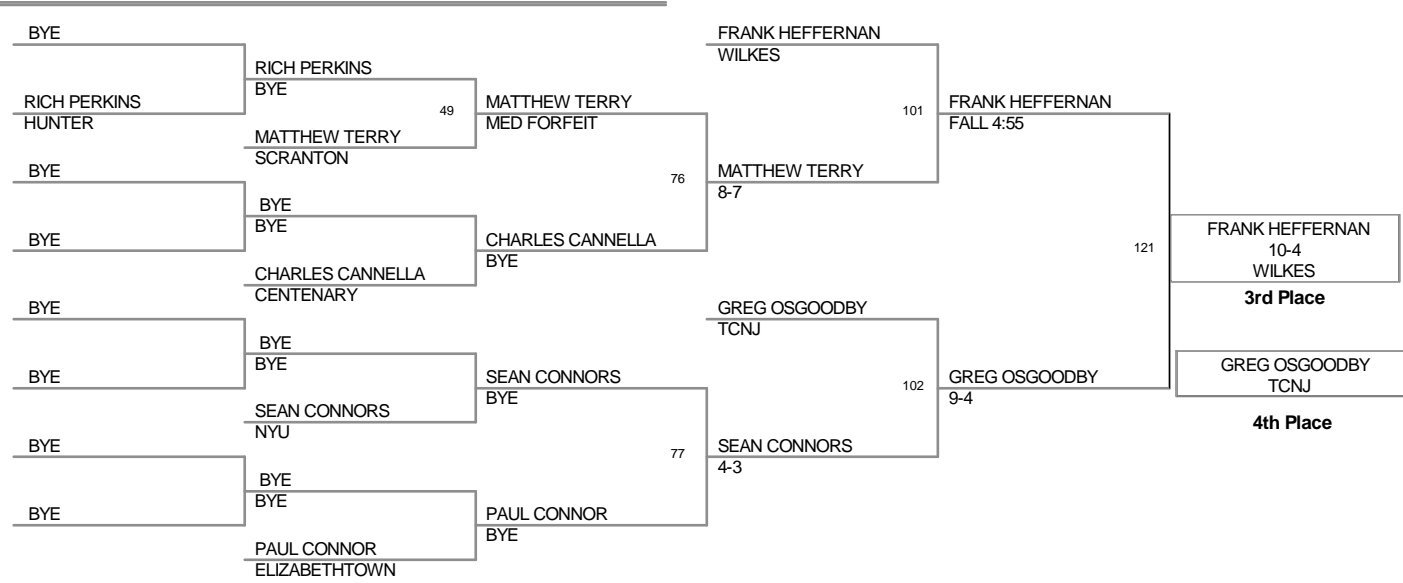 BYE
RICH PERKINS
HUNTER
BYE
BYE
BYE
BYE
BYE
BYE
RICH PERKINS
BYE
49
MATTHEW TERRY
SCRANTON
BYE
BYE
CHARLES CANNELLA
CENTENARY
BYE
BYE
SEAN CONNORS
NYU
BYE
BYE
PAUL CONNOR
ELIZABETHTOWN
MATTHEW TERRY
MED FORFEIT
76
CHARLES CANNELLA
BYE
SEAN CONNORS
BYE
77
PAUL CONNOR
BYE
FRANK HEFFERNAN
WILKES
101
MATTHEW TERRY
8-7
GREG OSGOODBY
TCNJ
102
SEAN CONNORS
4-3
FRANK HEFFERNAN
FALL 4:55
121
GREG OSGOODBY
9-4
FRANK HEFFERNAN
10-4
WILKES
3rd Place
GREG OSGOODBY
TCNJ
4th Place